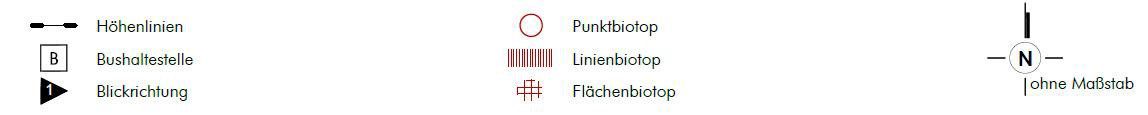 Höhenlinien
B Bushaltestelle
1 Blickrichtung
Punktbiotop
Linienbiotop
Flächenbiotop
N
ohne Maßstab